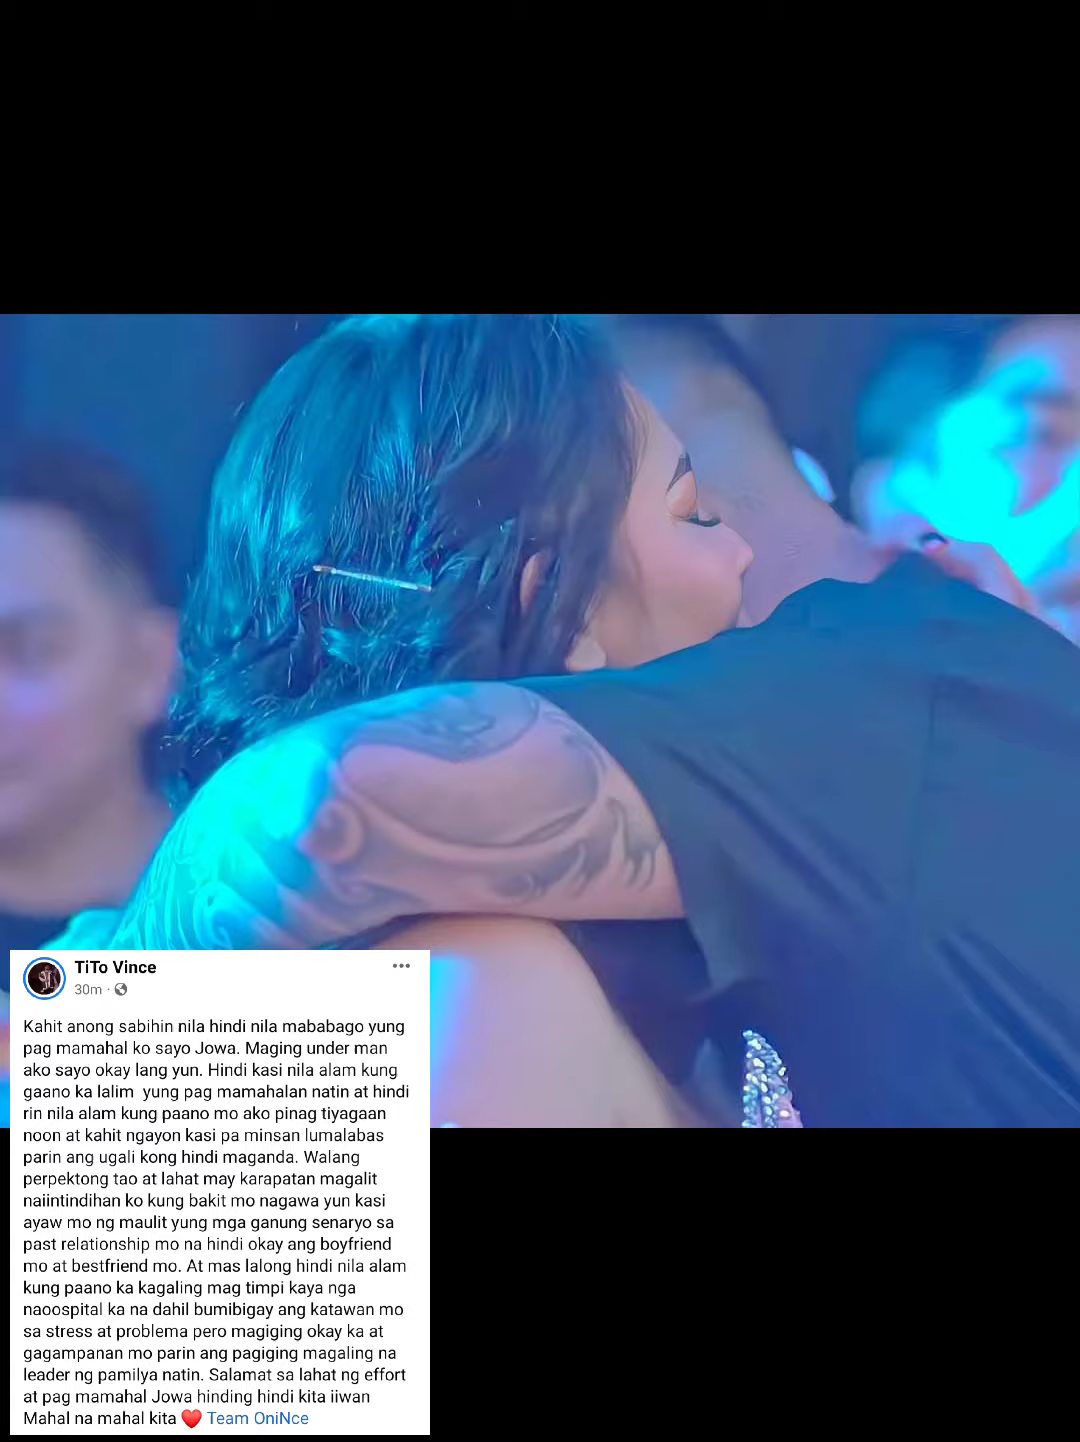 TiTo Vince
30m ·
Kahit anong sabihin nila hindi nila mababago yung
pag mamahal ko sayo Jowa. Maging under man
ako sayo okay lang yun. Hindi kasi nila alam kung
gaano ka lalim yung pag mamahalan natin at hindi
rin nila alam kung paano mo ako pinag tiyagaan
noon at kahit ngayon kasi pa minsan lumalabas
parin ang ugali kong hindi maganda. Walang
perpektong tao at lahat may karapatan magalit
naiintindihan ko kung bakit mo nagawa yun kasi
ayaw mo ng maulit yung mga ganung senaryo sa
past relationship mo na hindi okay ang boyfriend
mo at bestfriend mo. At mas lalong hindi nila alam
kung paano ka kagaling mag timpi kaya nga
naospital ka na dahil bumibigay ang katawan mo
sa stress at problema pero magiging okay ka at
gagampanan mo parin ang pagiging magaling na
leader ng pamilya natin. Salamat sa lahat ng effort
at pag mamahal Jowa hinding hindi kita iiwan
Mahal na mahal kita ❤️ Team OniNce